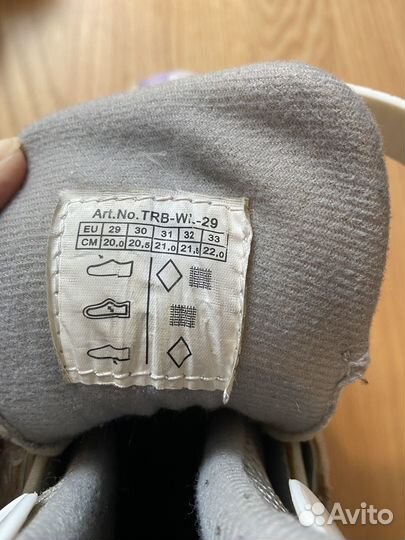 Art.No.TRB-WL-29
EU 29 30 31 32 33
CM 20,0 20,5 21,0 21,5 22,0
Avito